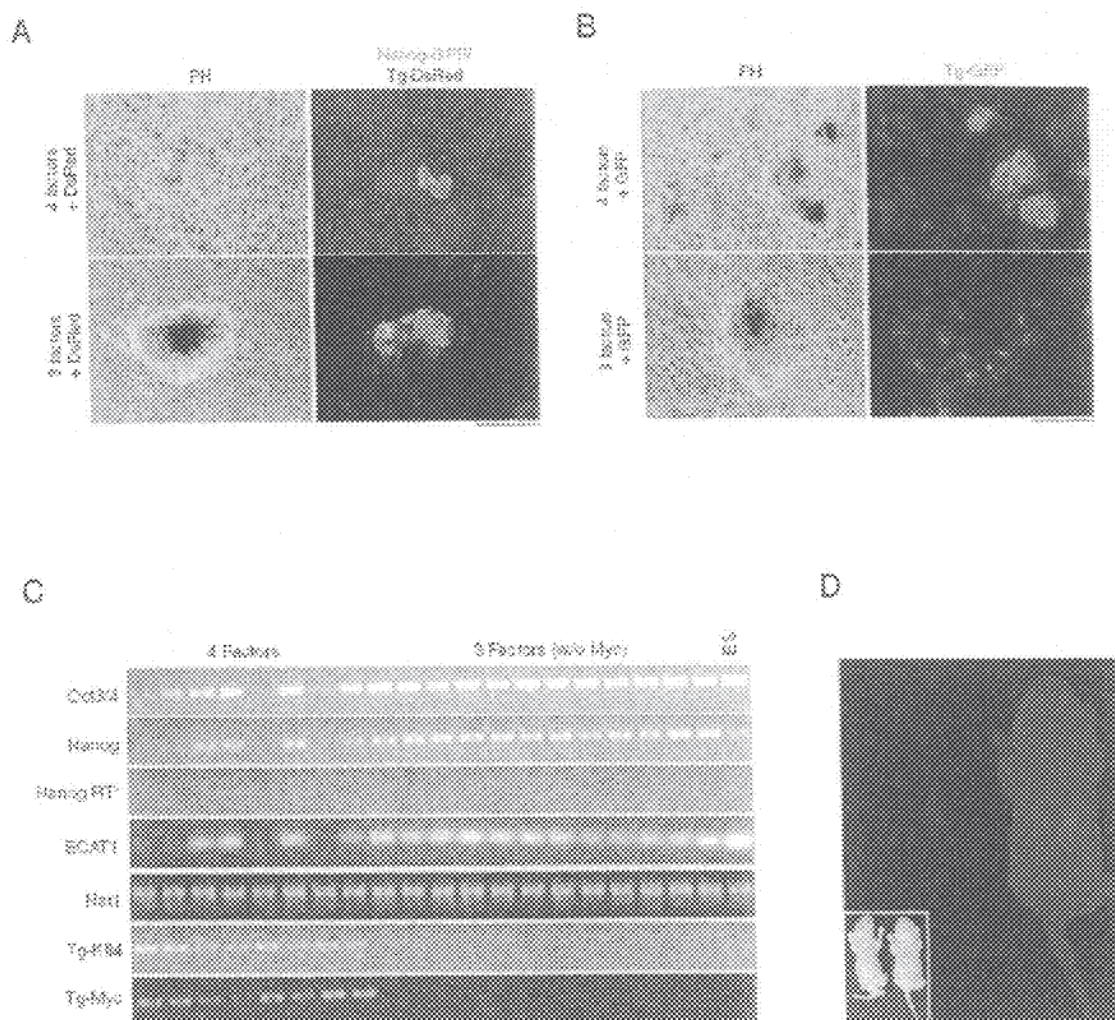 A
B
PH
Nanog-GFP/
Tg-DsRed
PH
Tg-GFP
4 factors
+ DsRed
3 factors
+ DsRed
4 factors
+ GFP
3 factors
+ GFP
C
D
4 Factors
3 Factors (w/o Myc)
ES
Oct3/4
Nanog
Nanog RT-
ECAT1
Nat1
Tg-Klf4
Tg-Myc